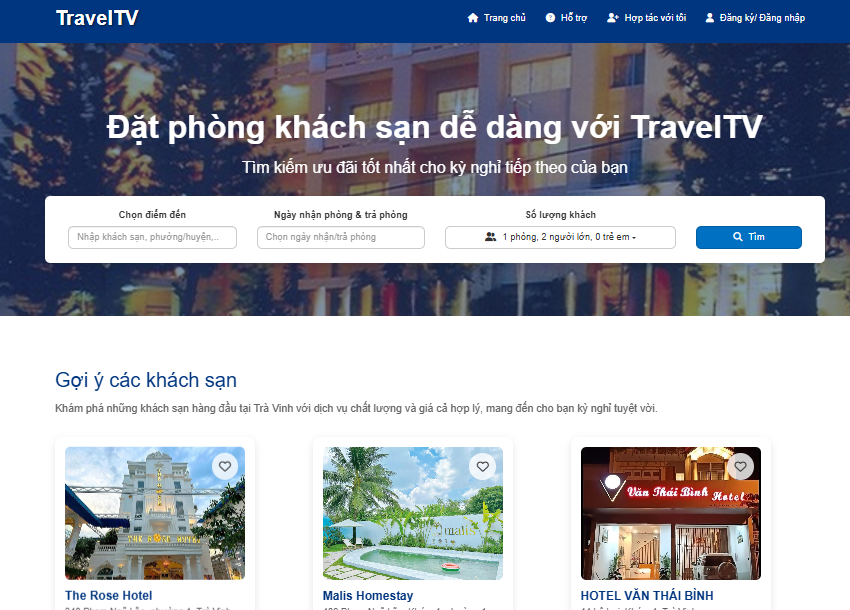 TravelTV
Trang chủ
Hỗ trợ
Hợp tác với tôi
Đăng ký/ Đăng nhập
Đặt phòng khách sạn dễ dàng với TravelTV
Tìm kiếm ưu đãi tốt nhất cho kỳ nghỉ tiếp theo của bạn
Chọn điểm đến
Ngày nhận phòng & trả phòng
Số lượng khách
Nhập khách sạn, phường/huyện,..
Chọn ngày nhận/trả phòng
1 phòng, 2 người lớn, 0 trẻ em
Tìm
Gợi ý các khách sạn
Khám phá những khách sạn hàng đầu tại Trà Vinh với dịch vụ chất lượng và giá cả hợp lý, mang đến cho bạn kỳ nghỉ tuyệt vời.
THE ROSE HOTEL
malis
Văn Thái Bình Hotel
The Rose Hotel
Malis Homestay
HOTEL VĂN THÁI BÌNH